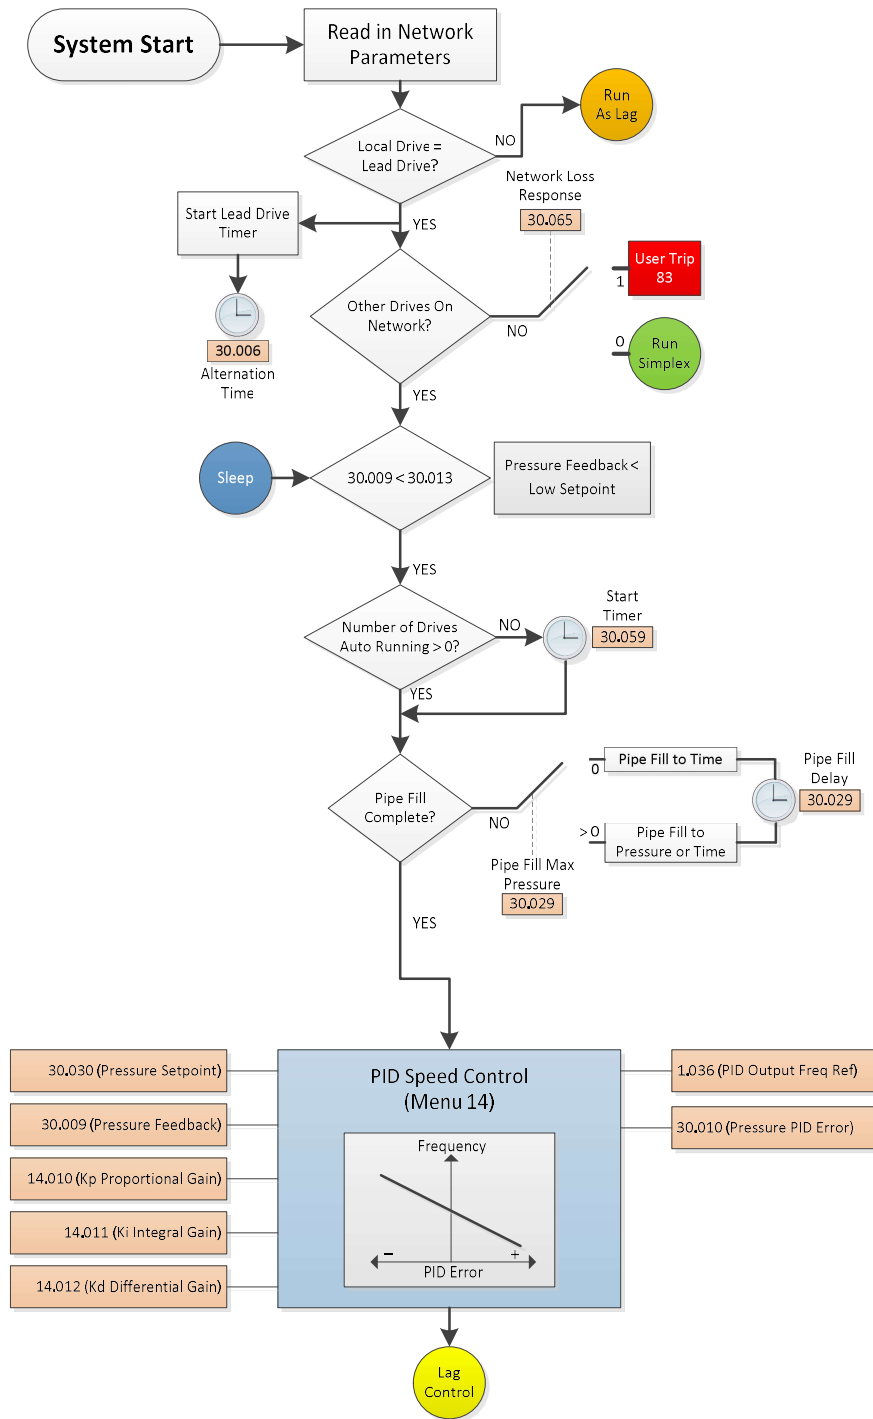 System Start
Read in Network
Parameters
Run
As Lag
NO
Local Drive =
Lead Drive?
Network Loss
Response
30.065
Start Lead Drive
Timer
YES
User Trip
83
1
Other Drives On
Network?
NO
0
Run
Simplex
30.006
Alternation
Time
YES
Sleep
30.009 < 30.013
Pressure Feedback <
Low Setpoint
YES
Number of Drives
Auto Running > 0?
NO
Start
Timer
30.059
YES
Pipe Fill
Complete?
NO
0
Pipe Fill to Time
Pipe Fill
Delay
30.029
> 0
Pipe Fill to
Pressure or Time
Pipe Fill Max
Pressure
30.029
YES
30.030 (Pressure Setpoint)
30.009 (Pressure Feedback)
14.010 (Kp Proportional Gain)
14.011 (Ki Integral Gain)
14.012 (Kd Differential Gain)
PID Speed Control
(Menu 14)
Frequency
− +
PID Error
1.036 (PID Output Freq Ref)
30.010 (Pressure PID Error)
Lag
Control